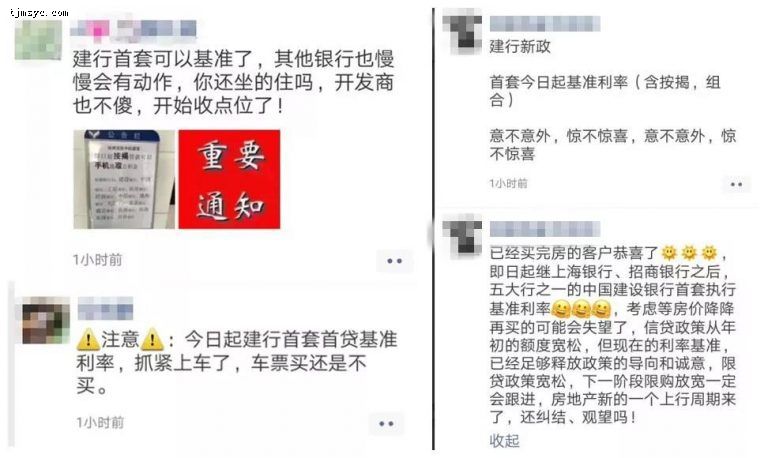 tjmsyy.com
建行首套可以基准了，其他银行也慢
慢会有动作，你还坐的住吗，开发商
也不傻，开始收点位了！
公告栏
重要
通知
1小时前
⚠️注意⚠️：今日起建行首套首贷基准
利率，抓紧上车了，车票买还是不
买。
1小时前
建行新政
首套今日起基准利率（含按揭，组
合）
意不意外，惊不惊喜，意不意外，惊
不惊喜
1小时前
已经买完房的客户恭喜了🌞🌞🌞，
即日起继上海银行、招商银行之后，
五大行之一的中国建设银行首套执行
基准利率🥰🥰🥰，考虑等房价降降
再买的可能会失望了，信贷政策从年
初的额度宽松，但现在的利率基准，
已经足够释放政策的导向和诚意，限
贷政策宽松，下一阶段限购放宽一定
会跟进，房地产新的一个上行周期来
了，还纠结、观望吗！
收起